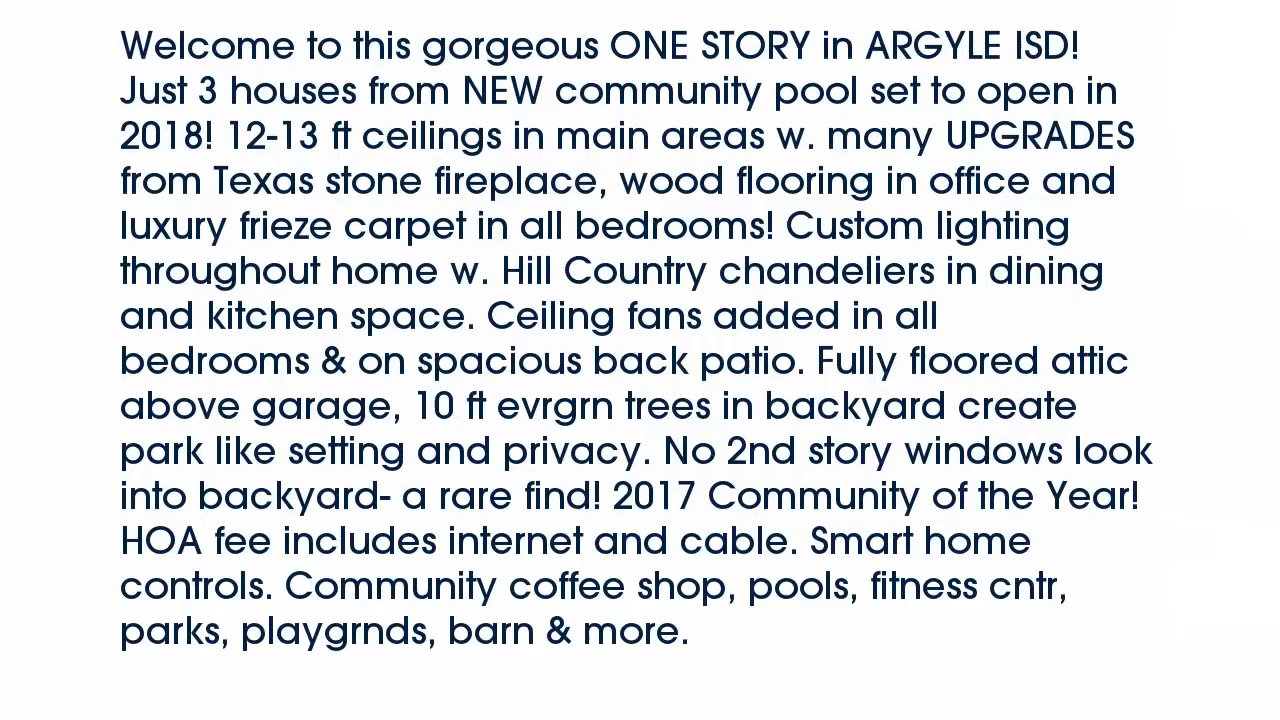 Welcome to this gorgeous ONE STORY in ARGYLE ISD!
Just 3 houses from NEW community pool set to open in
2018! 12-13 ft ceilings in main areas w. many UPGRADES
from Texas stone fireplace, wood flooring in office and
luxury frieze carpet in all bedrooms! Custom lighting
throughout home w. Hill Country chandeliers in dining
and kitchen space. Ceiling fans added in all
bedrooms & on spacious back patio. Fully floored attic
above garage, 10 ft evrgrn trees in backyard create
park like setting and privacy. No 2nd story windows look
into backyard- a rare find! 2017 Community of the Year!
HOA fee includes internet and cable. Smart home
controls. Community coffee shop, pools, fitness cntr,
parks, playgrnds, barn & more.